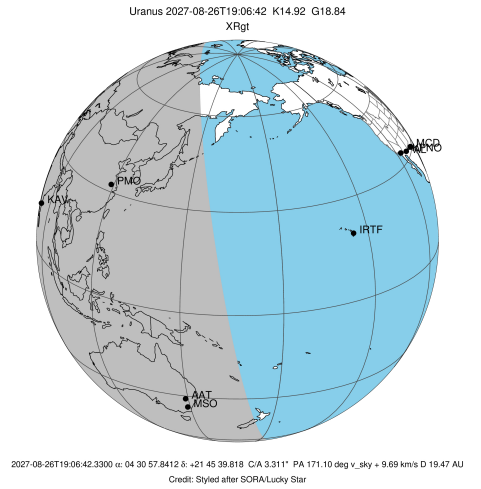 Uranus 2027-08-26T19:06:42 K14.92 G18.84
XRgt
MCD
KAV
PMO
IRTF
AAT
MSO
2027-08-26T19:06:42.3300 α: 04 30 57.8412 δ: +21 45 39.818 C/A 3.311" PA 171.10 deg v_sky + 9.69 km/s D 19.47 AU
Credit: Styled after SORA/Lucky Star